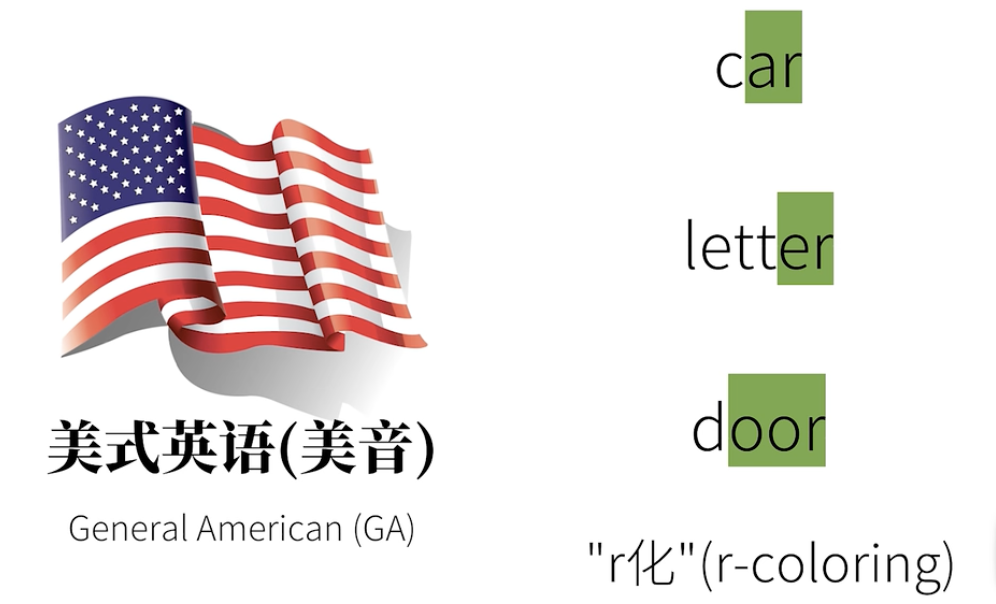 car
letter
door
美式英语(美音)
General American (GA)
"r化"(r-coloring)